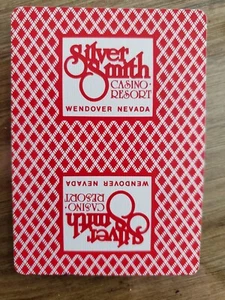 Silver
Smith
CASINO·
RESORT
WENDOVER NEVADA
WENDOVER NEVADA
CASINO·
RESORT
Silver
Smith